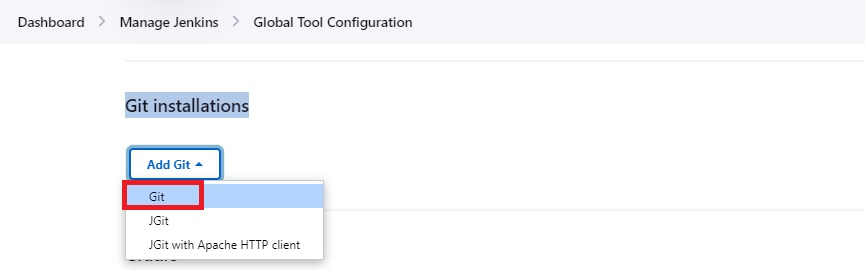 Dashboard > Manage Jenkins > Global Tool Configuration
Git installations
Add Git
Git
JGit
JGit with Apache HTTP client